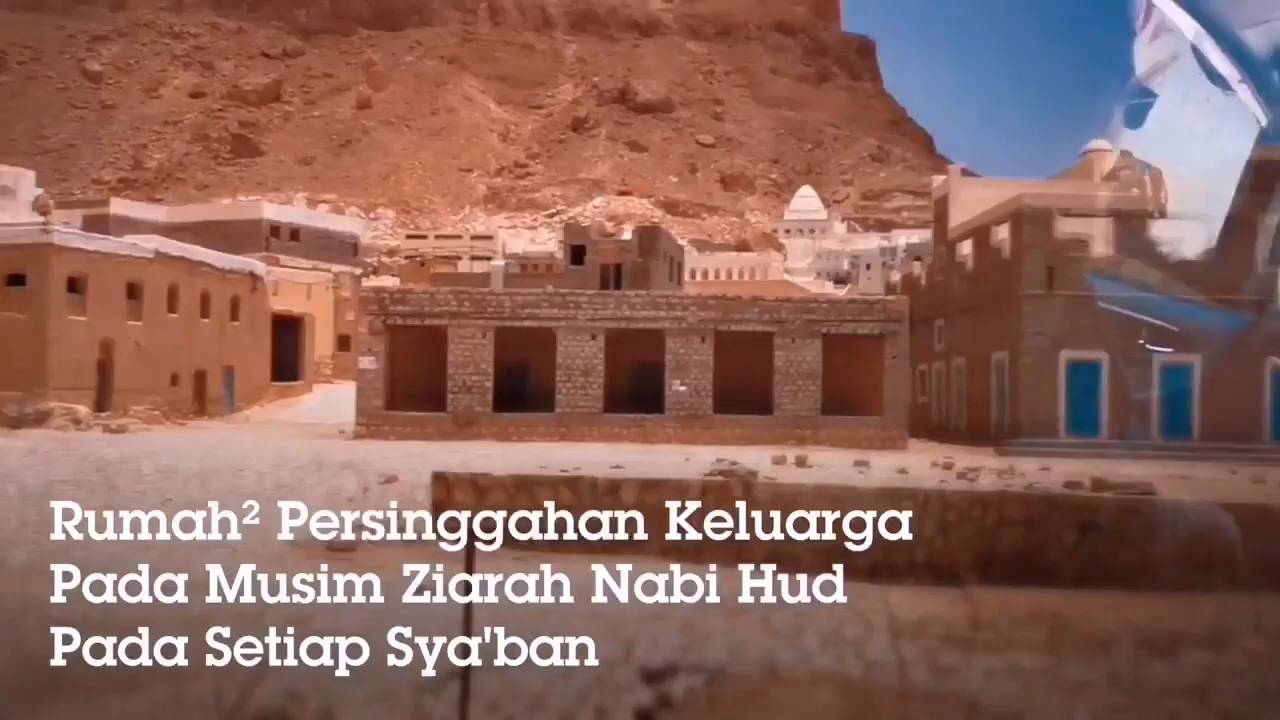 Rumah² Persinggahan Keluarga
Pada Musim Ziarah Nabi Hud
Pada Setiap Sya'ban